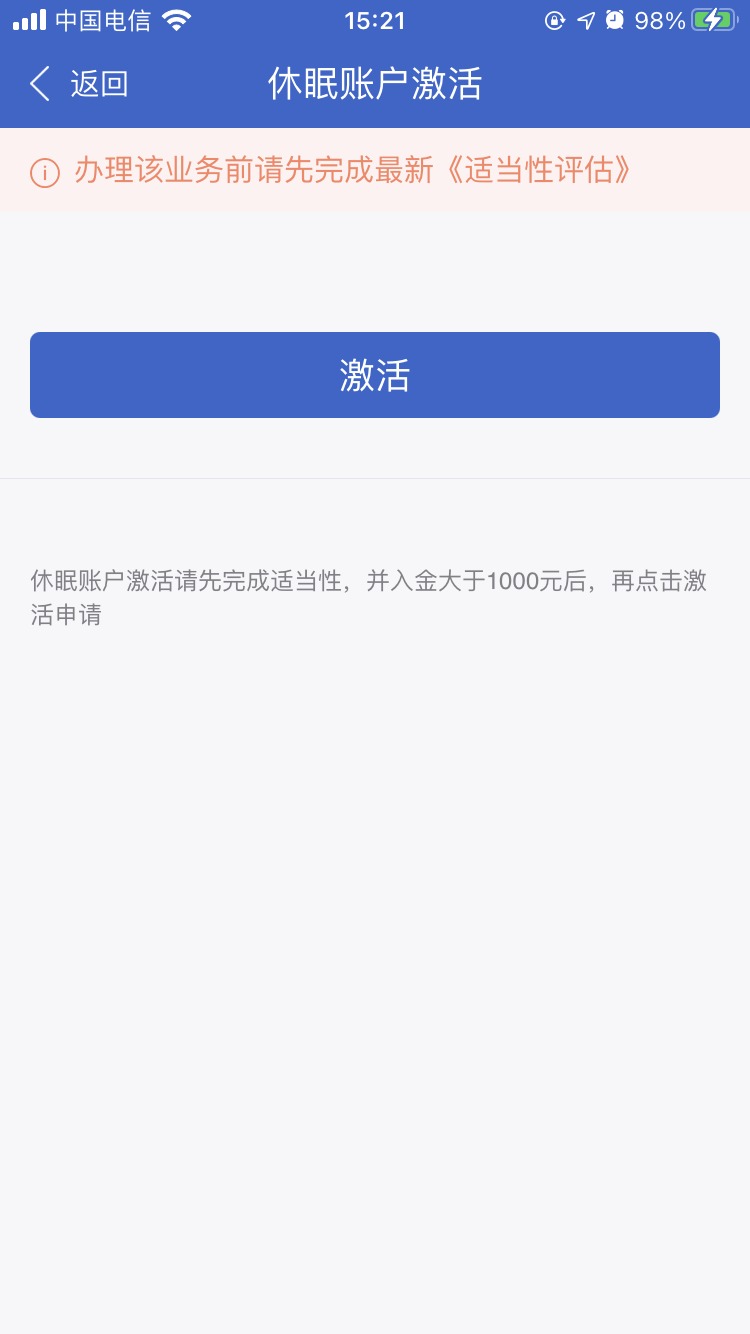 中国电信
15:21
98%
返回
休眠账户激活
办理该业务前请先完成最新《适当性评估》
激活
休眠账户激活请先完成适当性，并入金大于1000元后，再点击激
活申请